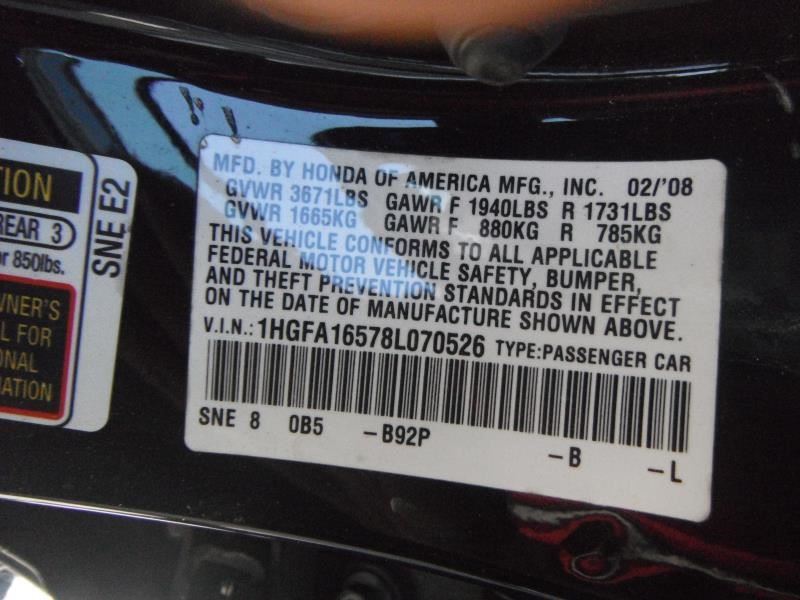 TION
REAR 3
or 850lbs.
WNER'S
L FOR
ONAL
MATION
SNE E2
MFD. BY HONDA OF AMERICA MFG., INC. 02/'08
GVWR 3671LBS GAWR F 1940LBS R 1731LBS
GVWR 1665KG GAWR F 880KG R 785KG
THIS VEHICLE CONFORMS TO ALL APPLICABLE
FEDERAL MOTOR VEHICLE SAFETY, BUMPER,
AND THEFT PREVENTION STANDARDS IN EFFECT
ON THE DATE OF MANUFACTURE SHOWN ABOVE.
V.I.N.: 1HGFA16578L070526 TYPE:PASSENGER CAR
SNE 8 0B5 -B92P -B -L